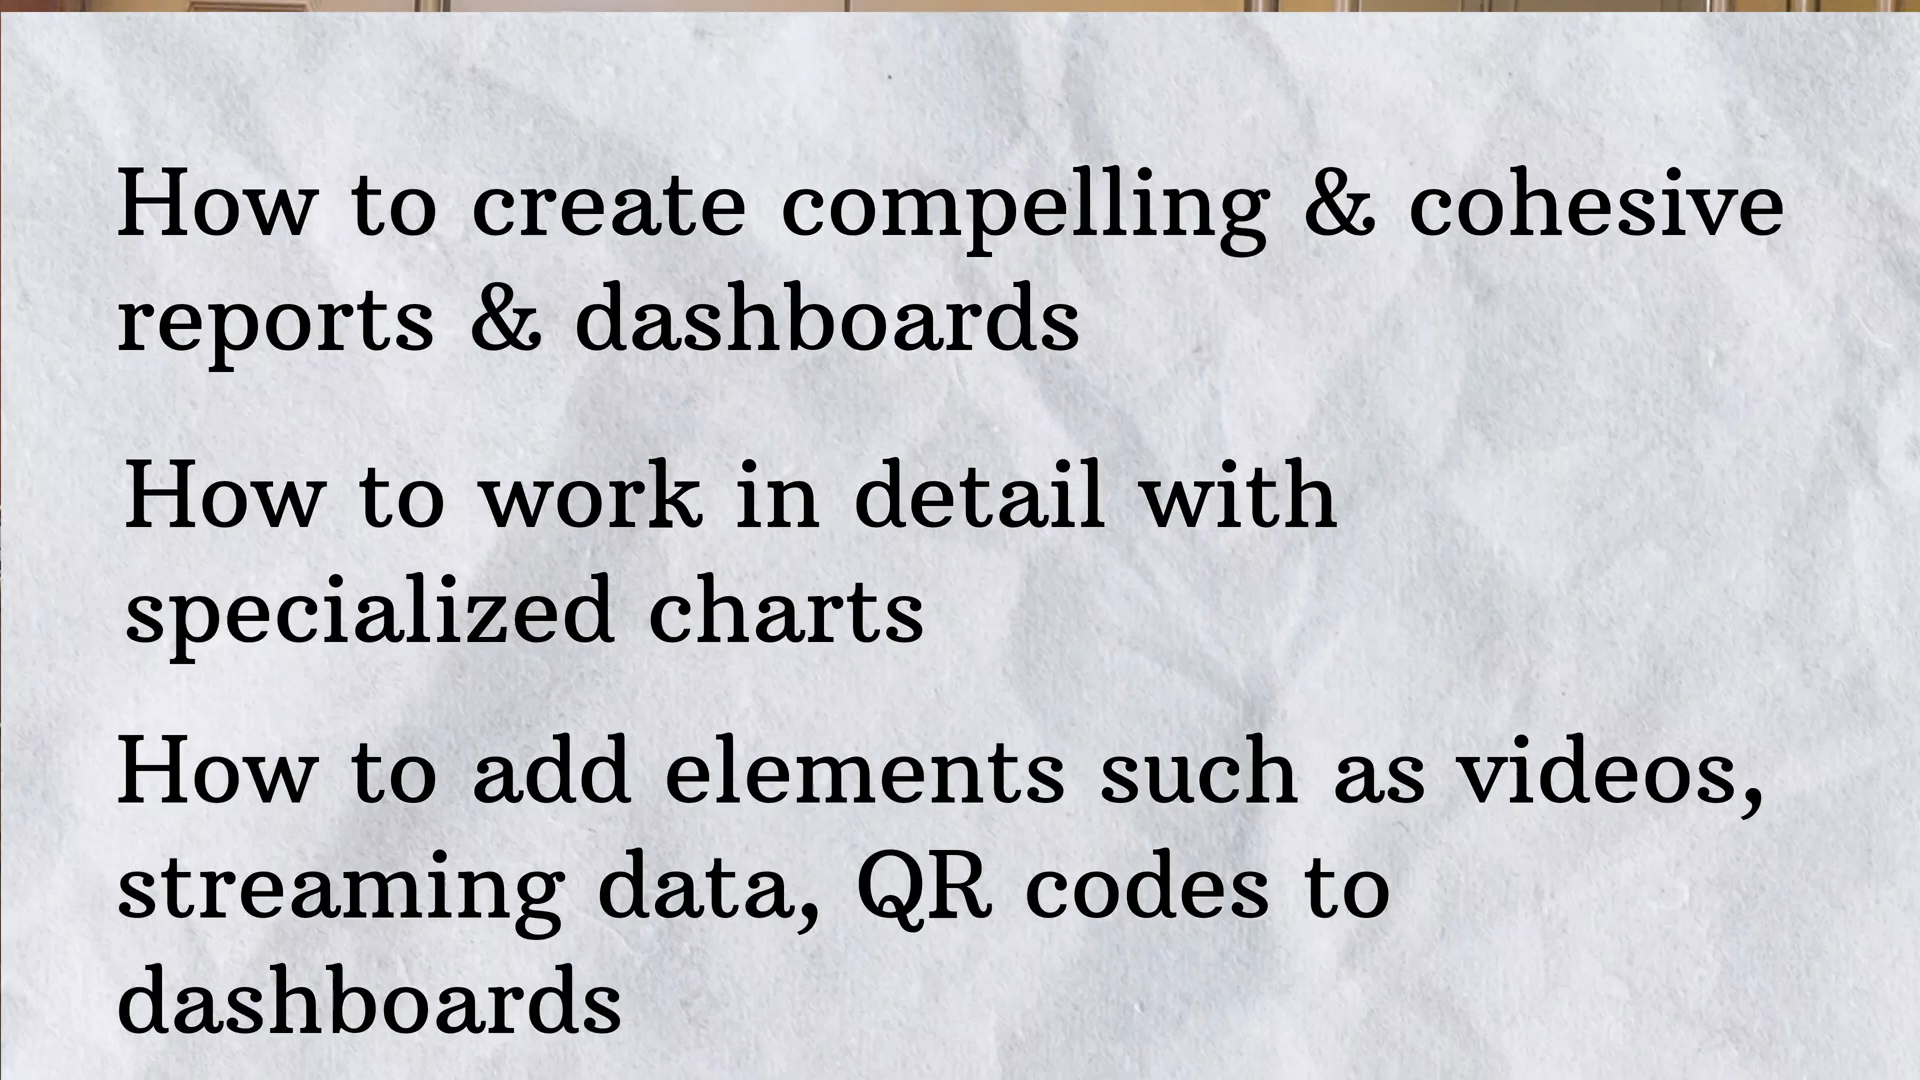 How to create compelling & cohesive
reports & dashboards
How to work in detail with
specialized charts
How to add elements such as videos,
streaming data, QR codes to
dashboards